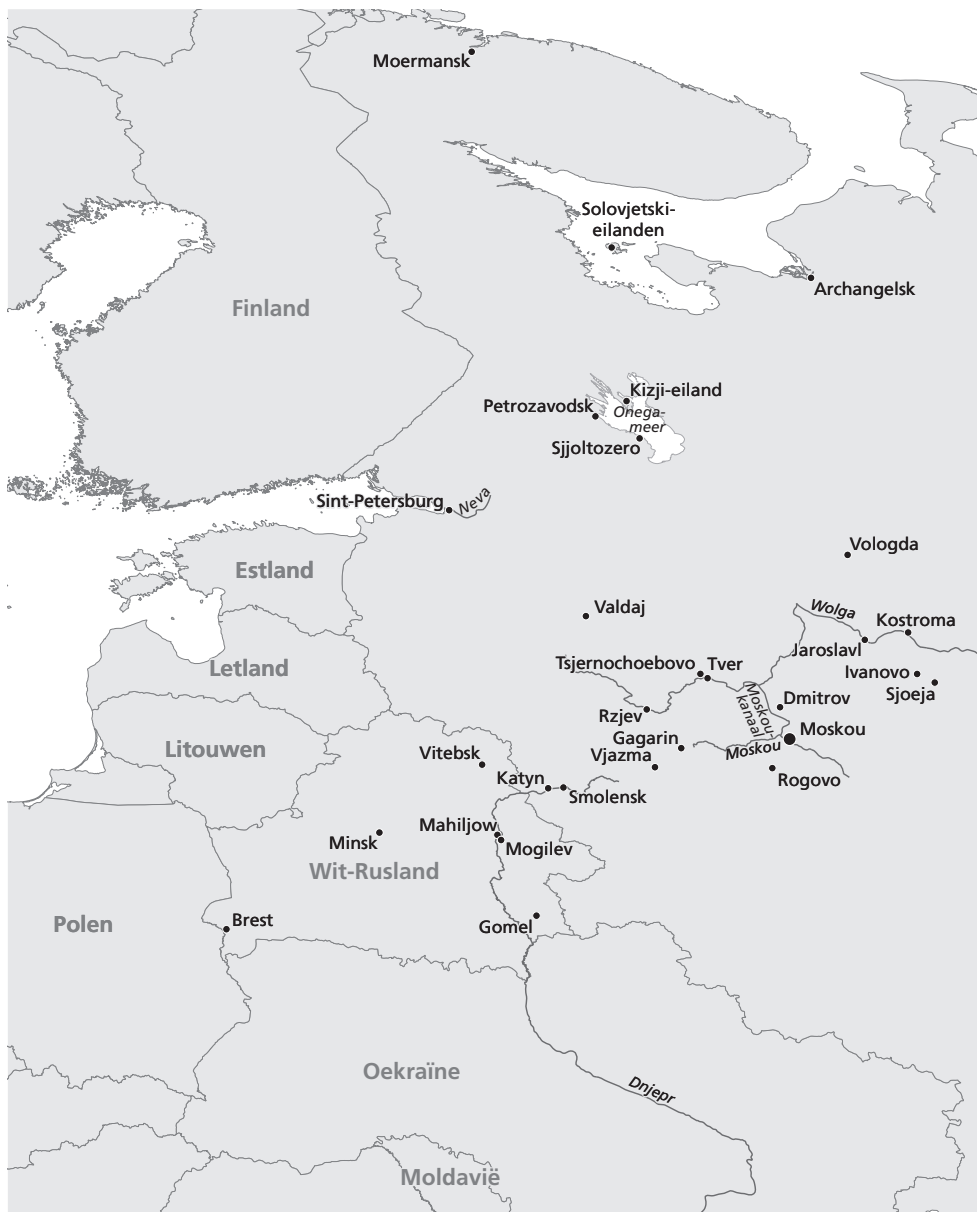 Moermansk
Solovjetski-
eilanden
Archangelsk
Finland
Kizji-eiland
Petrozavodsk
Onega-
meer
Sjjoltozero
Sint-Petersburg
Neva
Vologda
Estland
Valdaj
Wolga
Kostroma
Jaroslavl
Letland
Tsjernochoebovo
Tver
Ivanovo
Sjoeja
Moskou-
kanaal
Dmitrov
Rzjev
Gagarin
Moskou
Litouwen
Vitebsk
Vjazma
Moskou
Katyn
Rogovo
Smolensk
Mahiljow
Minsk
Mogilev
Wit-Rusland
Polen
Brest
Gomel
Oekraïne
Dnjepr
Moldavië